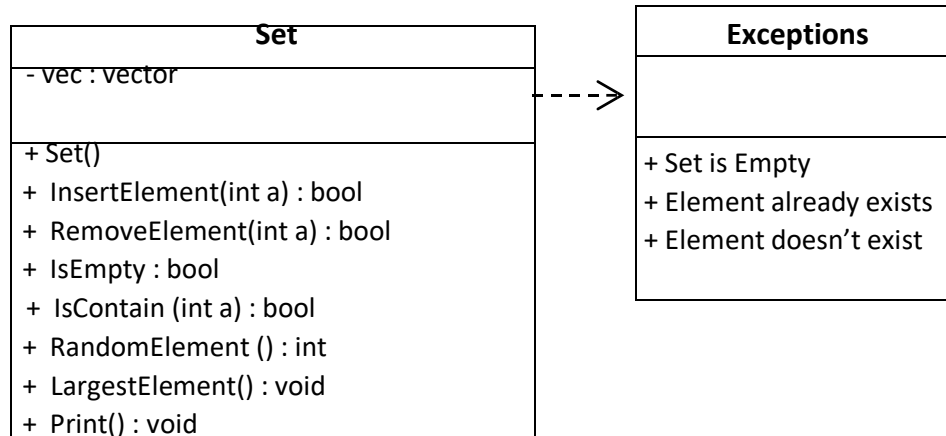 Set
- vec : vector
+ Set()
+ InsertElement(int a) : bool
+ RemoveElement(int a) : bool
+ IsEmpty : bool
+ IsContain (int a) : bool
+ RandomElement () : int
+ LargestElement() : void
+ Print() : void
Exceptions
+ Set is Empty
+ Element already exists
+ Element doesn’t exist